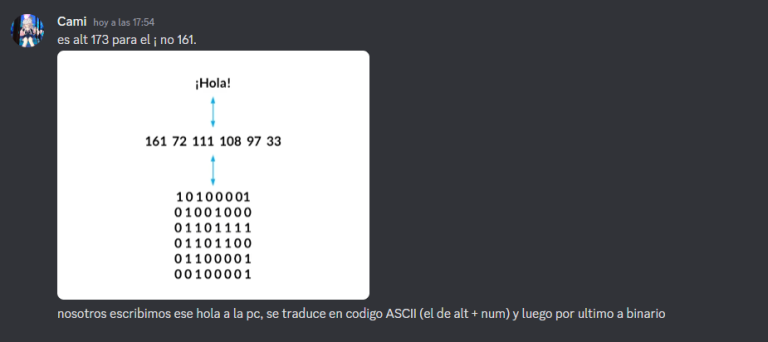 Cami hoy a las 17:54
es alt 173 para el ¡ no 161.
¡Hola!
161 72 111 108 97 33
10100001
01001000
01101111
01101100
01100001
00100001
nosotros escribimos ese hola a la pc, se traduce en codigo ASCII (el de alt + num) y luego por ultimo a binario